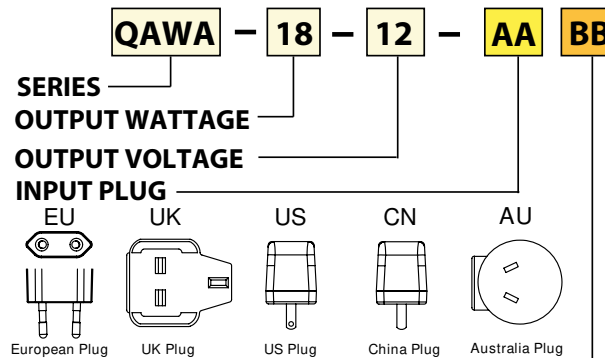 QAWA – 18 – 12 – AA BB
SERIES
OUTPUT WATTAGE
OUTPUT VOLTAGE
INPUT PLUG
EU UK US CN AU
European Plug UK Plug US Plug China Plug Australia Plug